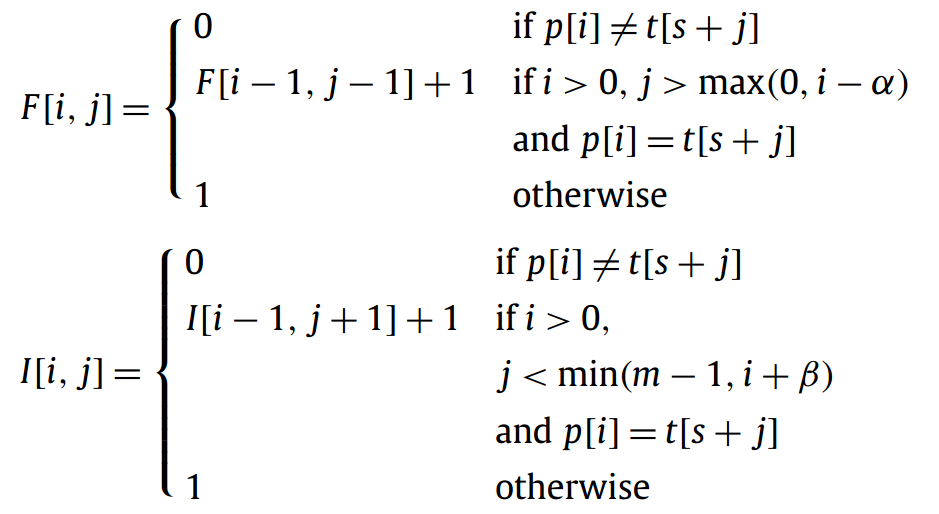 0 if p[i] ≠ t[s + j]
F[i, j] = { F[i − 1, j − 1] + 1 if i > 0, j > max(0, i − α)
and p[i] = t[s + j]
1 otherwise
0 if p[i] ≠ t[s + j]
I[i − 1, j + 1] + 1 if i > 0,
I[i, j] = { j < min(m − 1, i + β)
and p[i] = t[s + j]
1 otherwise